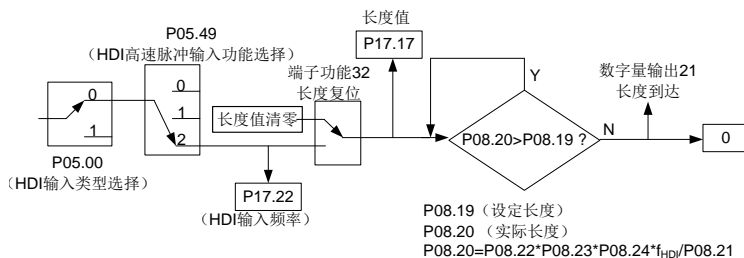 P05.49
（HDI高速脉冲输入功能选择）
0
1
2
0
1
P05.00
（HDI输入类型选择）
长度值清零
端子功能32
长度复位
P17.22
(HDI输入频率）
长度值
P17.17
Y
P08.20>P08.19？
N
数字量输出21
长度到达
0
P08.19（设定长度）
P08.20 （实际长度）
P08.20=P08.22*P08.23*P08.24*fHDI/P08.21